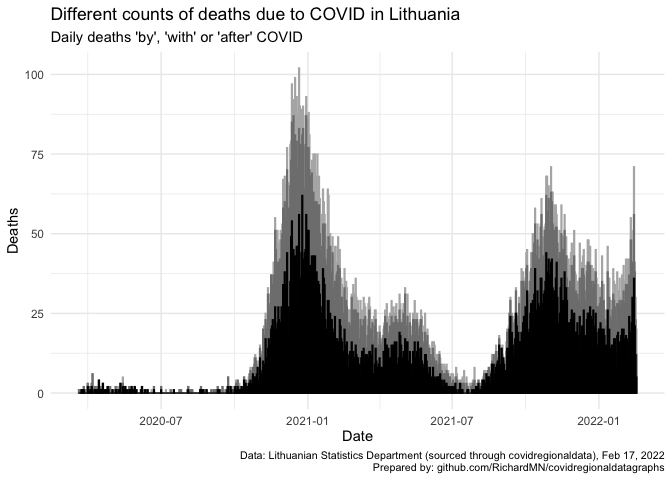 Different counts of deaths due to COVID in Lithuania
Daily deaths 'by', 'with' or 'after' COVID
100
75
50
25
0
Deaths
2020-07
2021-01
2021-07
2022-01
Date
Data: Lithuanian Statistics Department (sourced through covidregionaldata), Feb 17, 2022
Prepared by: github.com/RichardMN/covidregionaldatagraphs